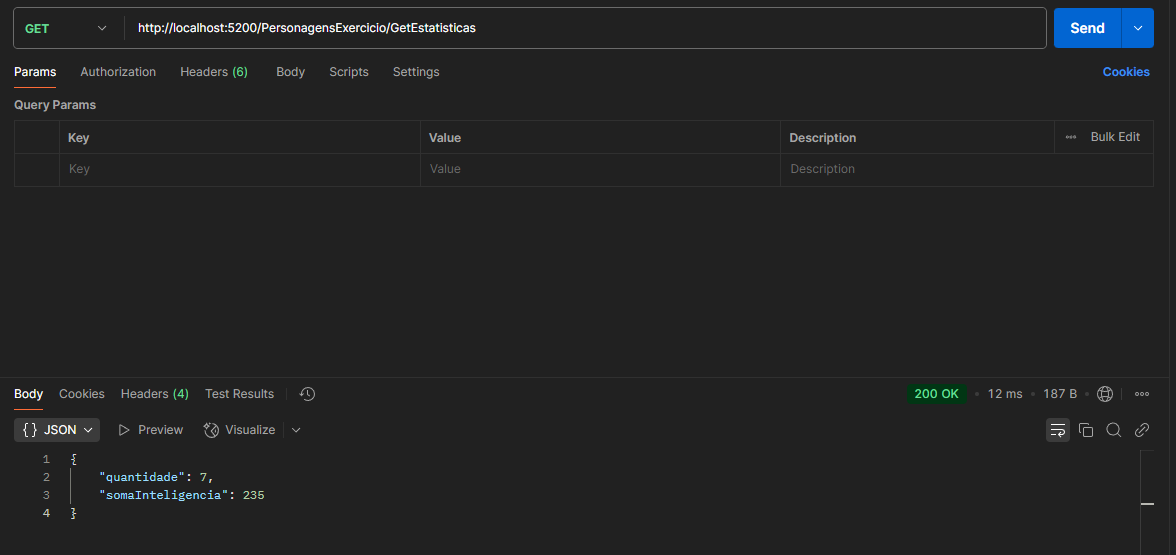 GET http://localhost:5200/PersonagensExercicio/GetEstatisticas Send
Params Authorization Headers (6) Body Scripts Settings Cookies
Query Params
Key Value Description Bulk Edit
Key Value Description
Body Cookies Headers (4) Test Results 200 OK 12 ms 187 B
{} JSON Preview Visualize
1 {
2 "quantidade": 7,
3 "somaInteligencia": 235
4 }